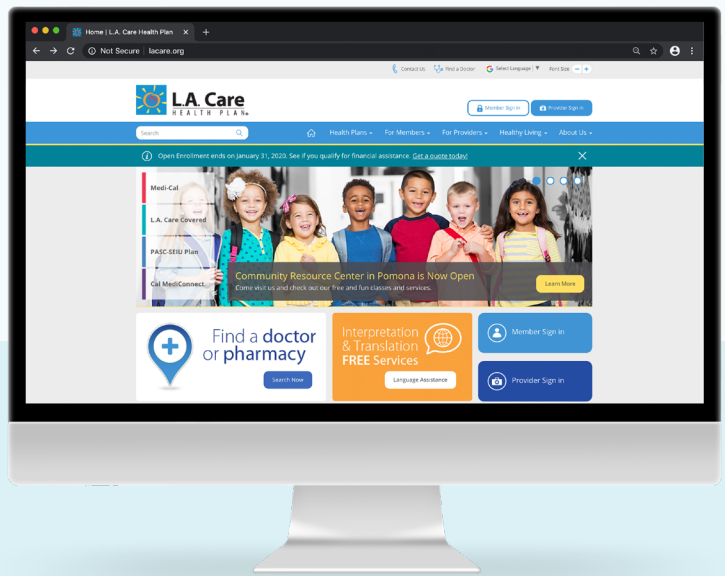 Home | L.A. Care Health Plan
Not Secure | lacare.org
Contact Us Find a Doctor Select Language ▼ Font Size − +
L.A. Care
HEALTH PLAN®
Member Sign in Provider Sign in
Search Health Plans For Members For Providers Healthy Living About Us
Open Enrollment ends on January 31, 2020. See if you qualify for financial assistance. Get a quote today!
Medi-Cal
L.A. Care Covered
PASC-SEIU Plan
Cal MediConnect
Community Resource Center in Pomona is Now Open
Come visit us and check out our free and fun classes and services.
Learn More
Find a doctor
or pharmacy
Search Now
Interpretation
& Translation
FREE Services
Language Assistance
Member Sign in
Provider Sign in